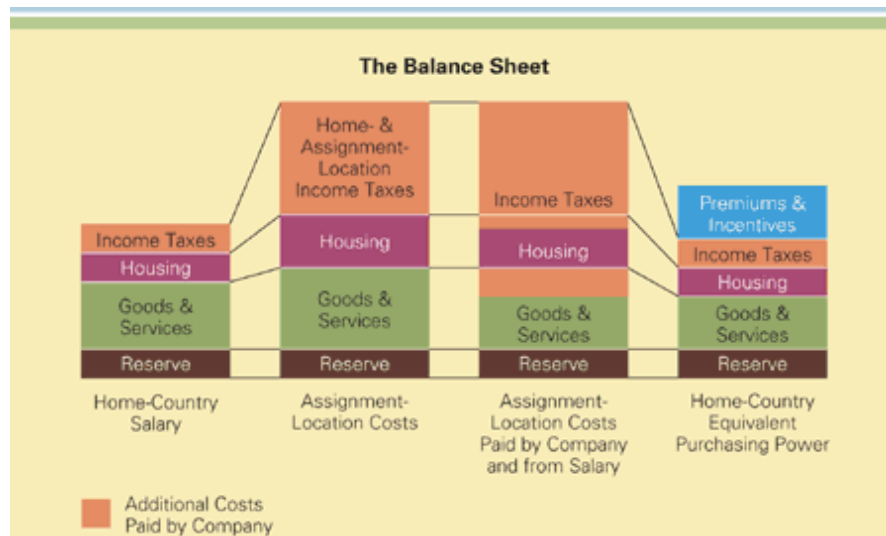 The Balance Sheet
Income Taxes
Housing
Goods &
Services
Reserve
Home-Country
Salary
Home- &
Assignment-
Location
Income Taxes
Housing
Goods &
Services
Reserve
Assignment-
Location Costs
Income Taxes
Housing
Goods &
Services
Reserve
Assignment-
Location Costs
Paid by Company
and from Salary
Premiums &
Incentives
Income Taxes
Housing
Goods &
Services
Reserve
Home-Country
Equivalent
Purchasing Power
Additional Costs
Paid by Company